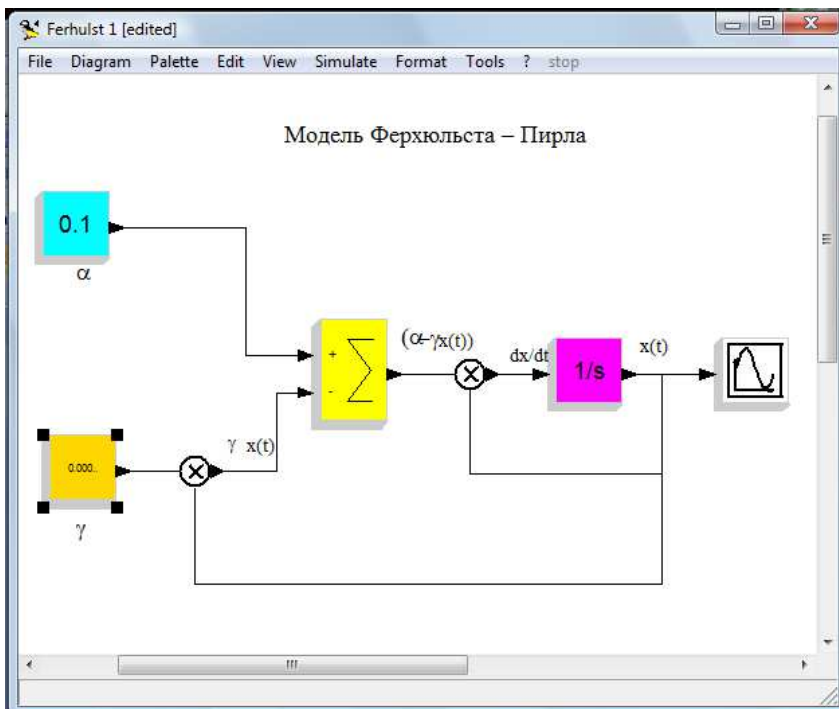 Ferhulst 1 [edited]
File Diagram Palette Edit View Simulate Format Tools ? stop
Модель Ферхюльста – Пирла
0.1
α
+
-
Σ
(α-γx(t))
dx/dt
1/s
x(t)
γ x(t)
0.000..
γ